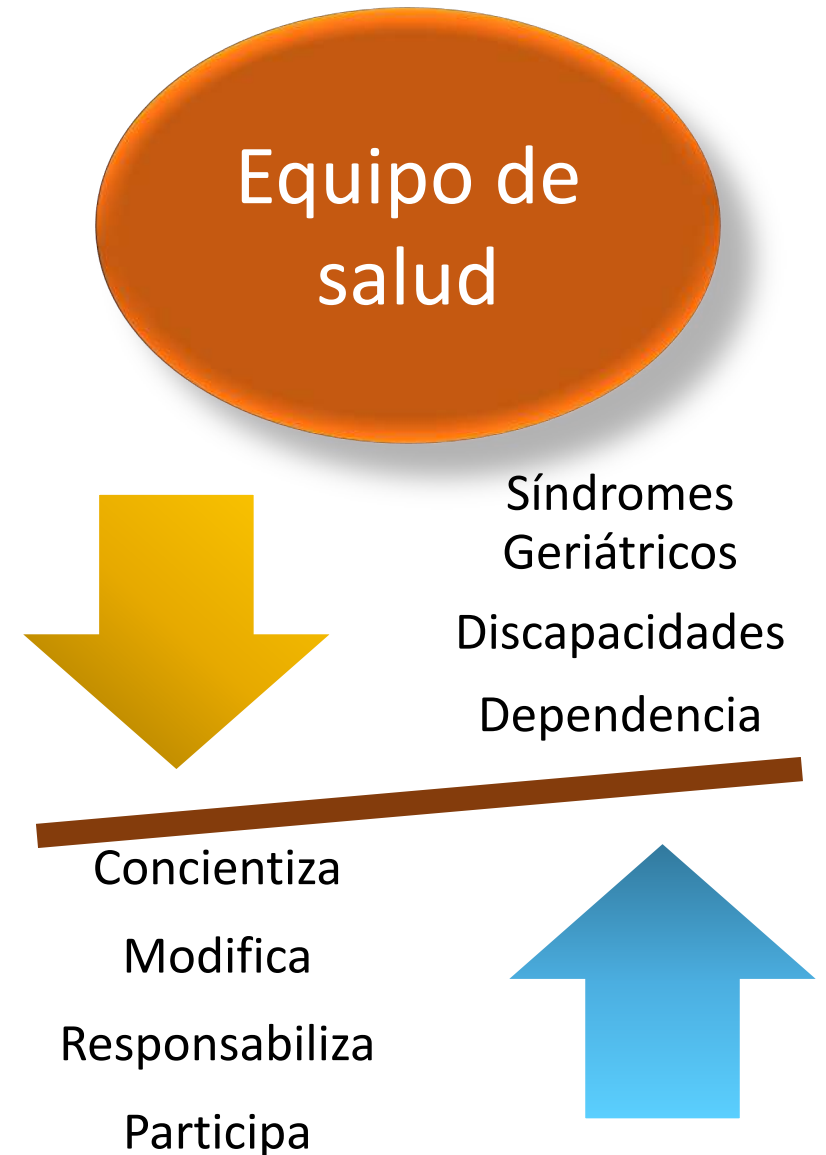 Equipo de
salud
Síndromes
Geriátricos
Discapacidades
Dependencia
Concientiza
Modifica
Responsabiliza
Participa